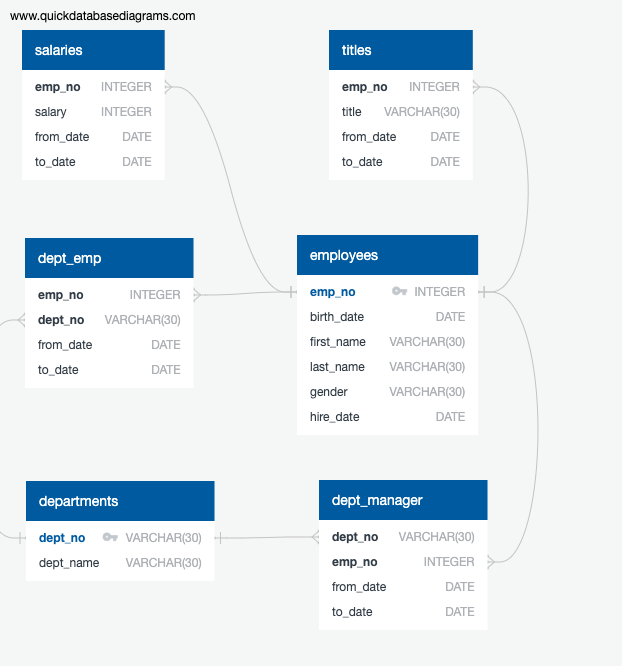 www.quickdatabasediagrams.com
salaries
emp_no INTEGER
salary INTEGER
from_date DATE
to_date DATE
titles
emp_no INTEGER
title VARCHAR(30)
from_date DATE
to_date DATE
dept_emp
emp_no INTEGER
dept_no VARCHAR(30)
from_date DATE
to_date DATE
employees
emp_no INTEGER
birth_date DATE
first_name VARCHAR(30)
last_name VARCHAR(30)
gender VARCHAR(30)
hire_date DATE
departments
dept_no VARCHAR(30)
dept_name VARCHAR(30)
dept_manager
dept_no VARCHAR(30)
emp_no INTEGER
from_date DATE
to_date DATE